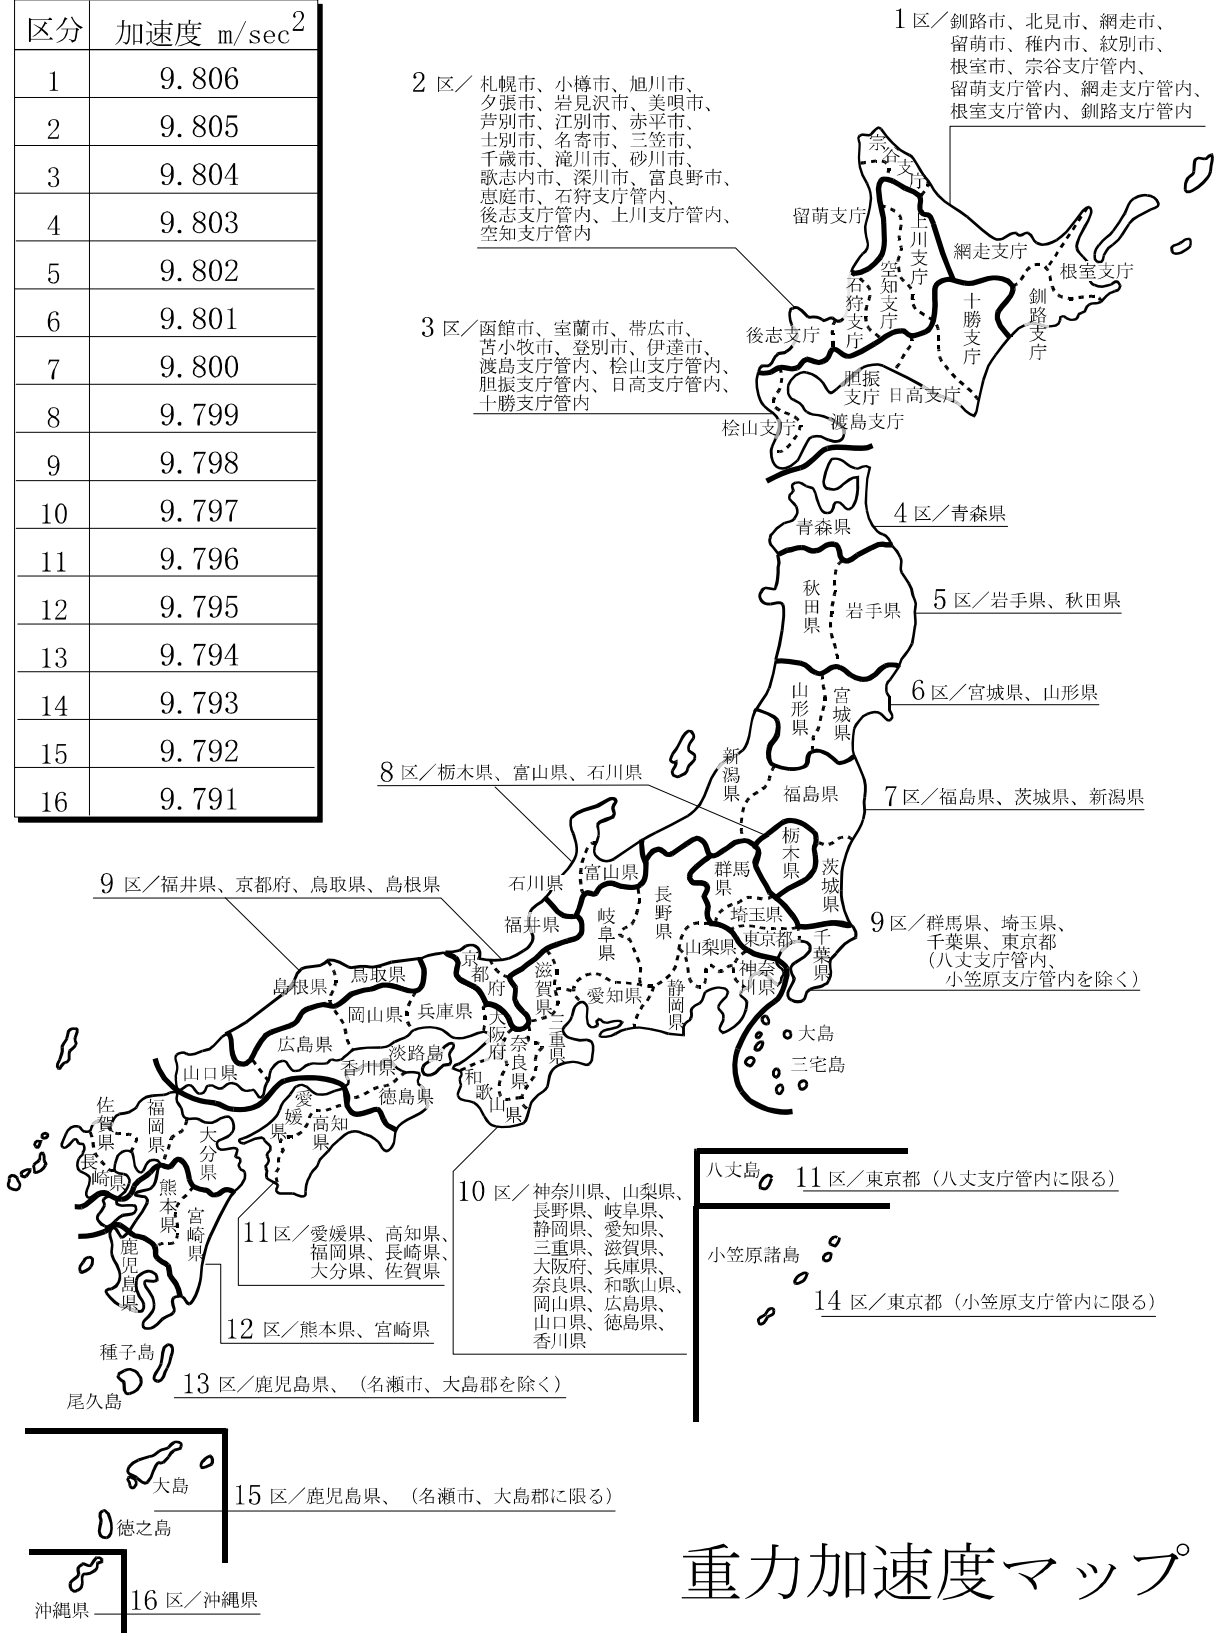 区分 加速度 m/sec2
1 9.806
2 9.805
3 9.804
4 9.803
5 9.802
6 9.801
7 9.800
8 9.799
9 9.798
10 9.797
11 9.796
12 9.795
13 9.794
14 9.793
15 9.792
16 9.791
1区/釧路市、北見市、網走市、
留萌市、稚内市、紋別市、
根室市、宗谷支庁管内、
留萌支庁管内、網走支庁管内、
根室支庁管内、釧路支庁管内
2 区/札幌市、小樽市、旭川市、
夕張市、岩見沢市、美唄市、
芦別市、江別市、赤平市、
士別市、名寄市、三笠市、
千歳市、滝川市、砂川市、
歌志内市、深川市、富良野市、
恵庭市、石狩支庁管内、
後志支庁管内、上川支庁管内、
空知支庁管内
3 区/函館市、室蘭市、帯広市、
苫小牧市、登別市、伊達市、
渡島支庁管内、桧山支庁管内、
胆振支庁管内、日高支庁管内、
十勝支庁管内
宗谷支庁
留萌支庁
上川支庁
網走支庁
根室支庁
空知支庁
石狩支庁
釧路支庁
十勝支庁
後志支庁
胆振
支庁
日高支庁
渡島支庁
桧山支庁
4 区/青森県
青森県
5 区/岩手県、秋田県
秋田県
岩手県
6 区/宮城県、山形県
山形県
宮城県
新潟県
福島県
7 区/福島県、茨城県、新潟県
8 区/栃木県、富山県、石川県
栃木県
茨城県
群馬
県
富山県
石川県
長野県
埼玉県
9 区/福井県、京都府、鳥取県、島根県
福井県
岐阜県
山梨県
東京都
千葉県
神奈
川県
9 区/群馬県、埼玉県、
千葉県、東京都
(八丈支庁管内、
小笠原支庁管内を除く)
京都府
滋賀県
愛知県
静岡県
島根県
鳥取県
岡山県
兵庫県
大阪府
三重県
奈良県
広島県
淡路島
山口県
香川県
徳島県
和歌山県
大島
三宅島
佐賀県
福岡県
大分県
愛媛県
高知
県
長崎県
熊本県
宮崎県
鹿児島県
八丈島
11 区/東京都(八丈支庁管内に限る)
10 区/神奈川県、山梨県、
長野県、岐阜県、
静岡県、愛知県、
三重県、滋賀県、
大阪府、兵庫県、
奈良県、和歌山県、
岡山県、広島県、
山口県、徳島県、
香川県
11区/愛媛県、高知県、
福岡県、長崎県、
大分県、佐賀県
小笠原諸島
14 区/東京都(小笠原支庁管内に限る)
12 区/熊本県、宮崎県
種子島
尾久島
13 区/鹿児島県、(名瀬市、大島郡を除く)
大島
15 区/鹿児島県、(名瀬市、大島郡に限る)
徳之島
沖縄県
16 区/沖縄県
重力加速度マップ